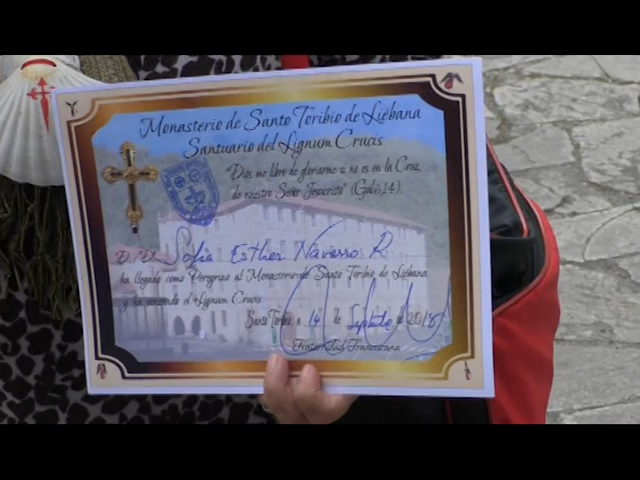 Monasterio de Santo Toribio de Liébana
Santuario del Lignum Crucis
"Dios me libre de gloriarme si no es en la Cruz
de nuestro Señor Jesucristo" (Gal 6,14)
Sofia Esther Navarro R.
ha llegado como Peregrino al Monasterio de Santo Toribio de Liébana
y ha venerado el Lignum Crucis
Santo Toribio a 14 de Septiembre de 2018
Fraternidad Franciscana